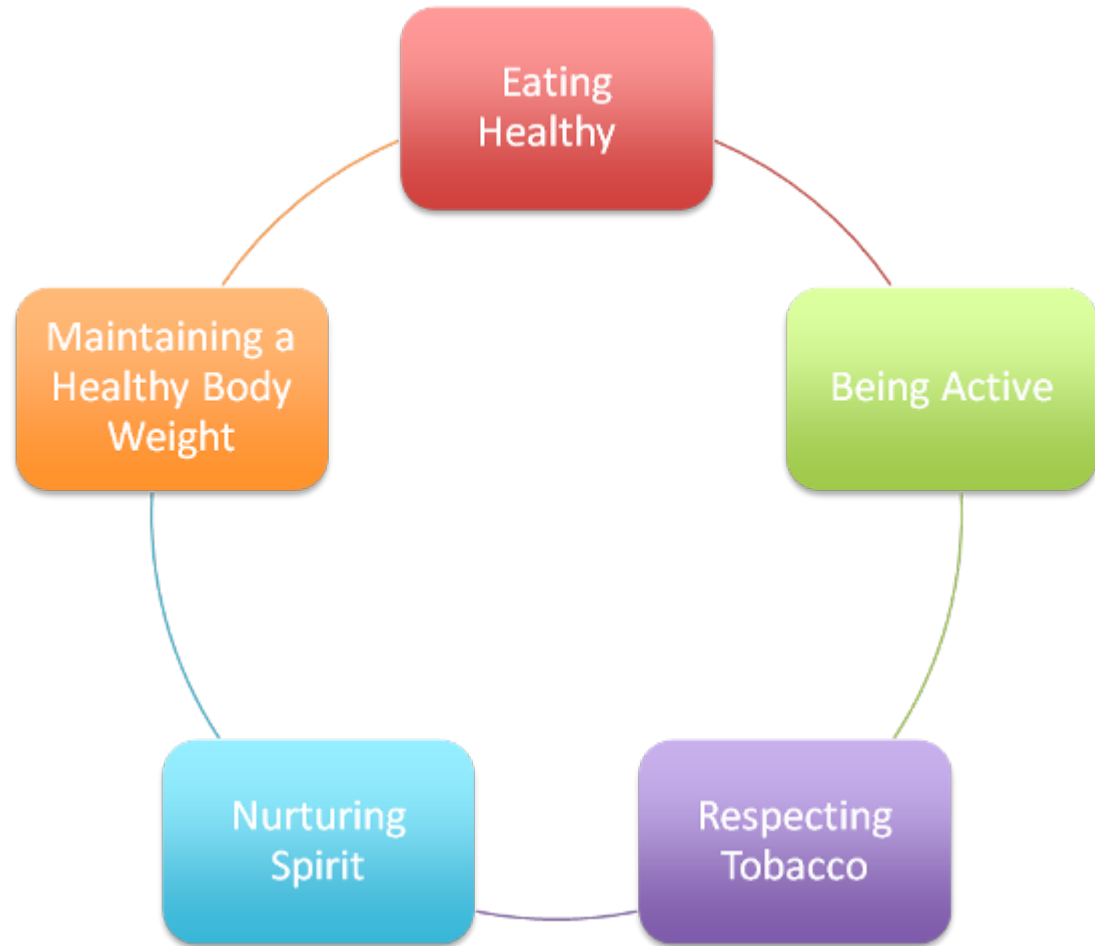 Eating
Healthy
Being Active
Respecting
Tobacco
Nurturing
Spirit
Maintaining a
Healthy Body
Weight